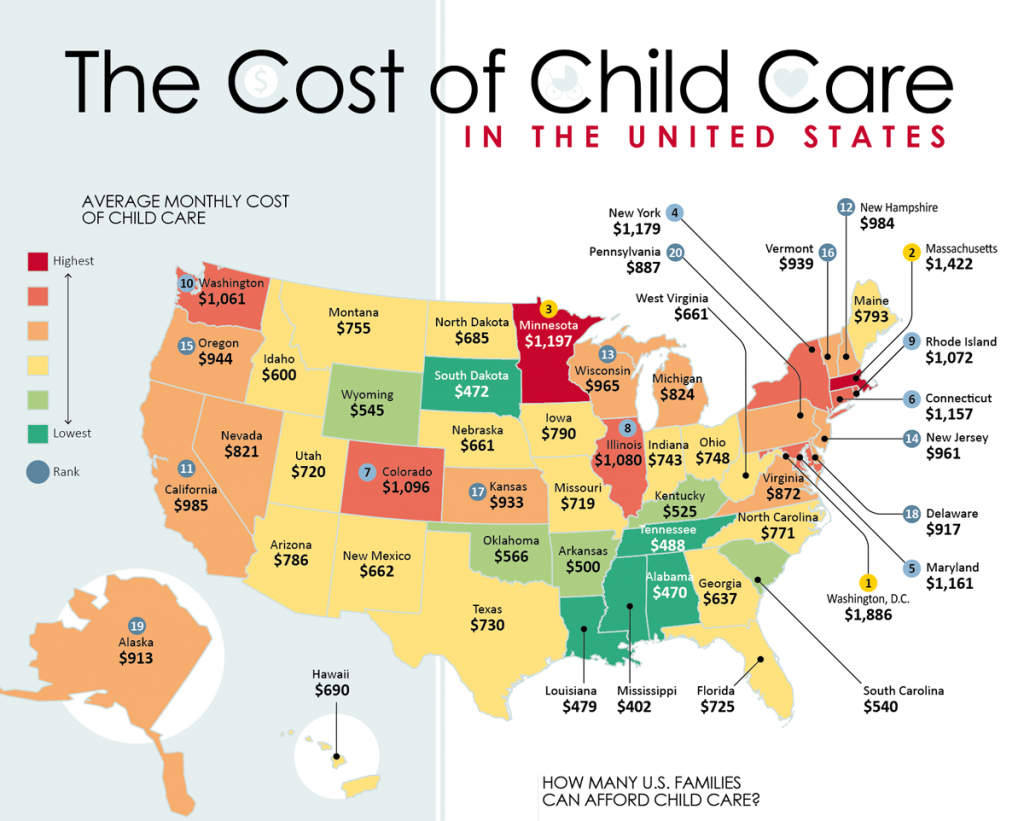 The Cost of Child Care
IN THE UNITED STATES
AVERAGE MONTHLY COST
OF CHILD CARE
Highest
Lowest
Rank
10 Washington
$1,061
15 Oregon
$944
11
California
$985
Nevada
$821
Idaho
$600
Montana
$755
Wyoming
$545
Utah
$720
7 Colorado
$1,096
Arizona
$786
New Mexico
$662
North Dakota
$685
South Dakota
$472
Nebraska
$661
17 Kansas
$933
Oklahoma
$566
Texas
$730
3
Minnesota
$1,197
Iowa
$790
Missouri
$719
Arkansas
$500
Louisiana
$479
13
Wisconsin
$965
8
Illinois
$1,080
Michigan
$824
Indiana
$743
Ohio
$748
Kentucky
$525
Tennessee
$488
Mississippi
$402
Alabama
$470
Georgia
$637
Florida
$725
South Carolina
$540
North Carolina
$771
Virginia
$872
West Virginia
$661
1
Washington, D.C.
$1,886
5 Maryland
$1,161
18 Delaware
$917
14 New Jersey
$961
6 Connecticut
$1,157
9 Rhode Island
$1,072
2 Massachusetts
$1,422
12 New Hampshire
$984
Vermont 16
$939
Maine
$793
New York 4
$1,179
Pennsylvania 20
$887
19
Alaska
$913
Hawaii
$690
HOW MANY U.S. FAMILIES
CAN AFFORD CHILD CARE?
$